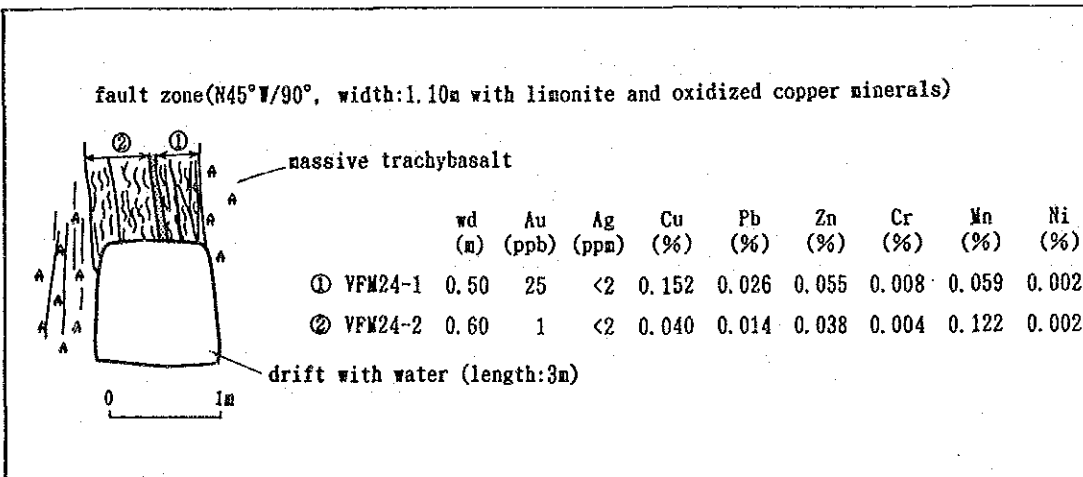 fault zone(N45°W/90°, width:1.10m with limonite and oxidized copper minerals)
② ①
massive trachybasalt
wd Au Ag Cu Pb Zn Cr Mn Ni
(m) (ppb) (ppm) (%) (%) (%) (%) (%) (%)
① VFM24-1 0.50 25 <2 0.152 0.026 0.055 0.008 0.059 0.002
② VFM24-2 0.60 1 <2 0.040 0.014 0.038 0.004 0.122 0.002
drift with water (length:3m)
0 1m
A A A A A A A A A A